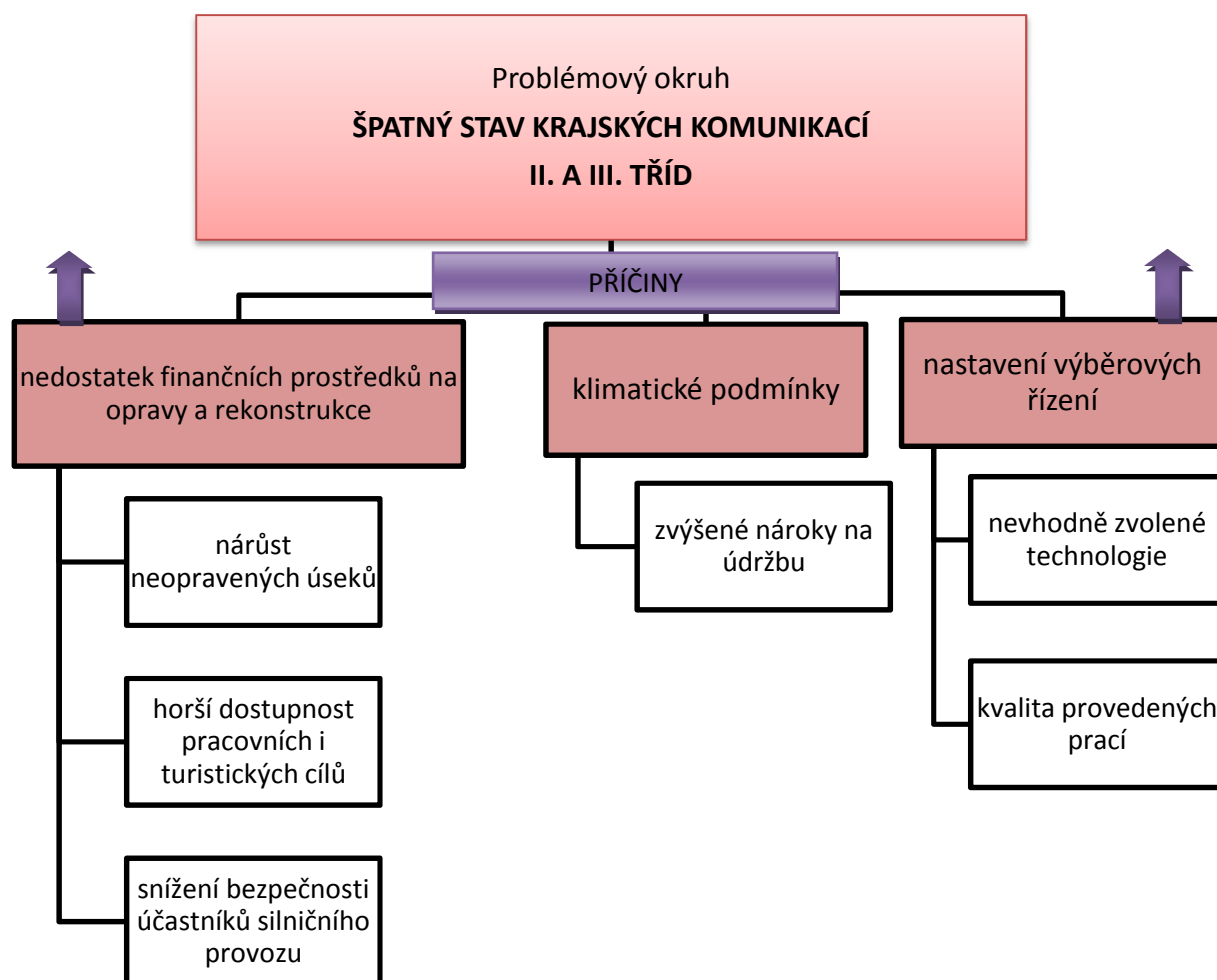 Problémový okruh
ŠPATNÝ STAV KRAJSKÝCH KOMUNIKACÍ
II. A III. TŘÍD
PŘÍČINY
nedostatek finančních prostředků na
opravy a rekonstrukce
nárůst
neopravených úseků
horší dostupnost
pracovních i
turistických cílů
snížení bezpečnosti
účastníků silničního
provozu
klimatické podmínky
zvýšené nároky na
údržbu
nastavení výběrových
řízení
nevhodně zvolené
technologie
kvalita provedených
prací